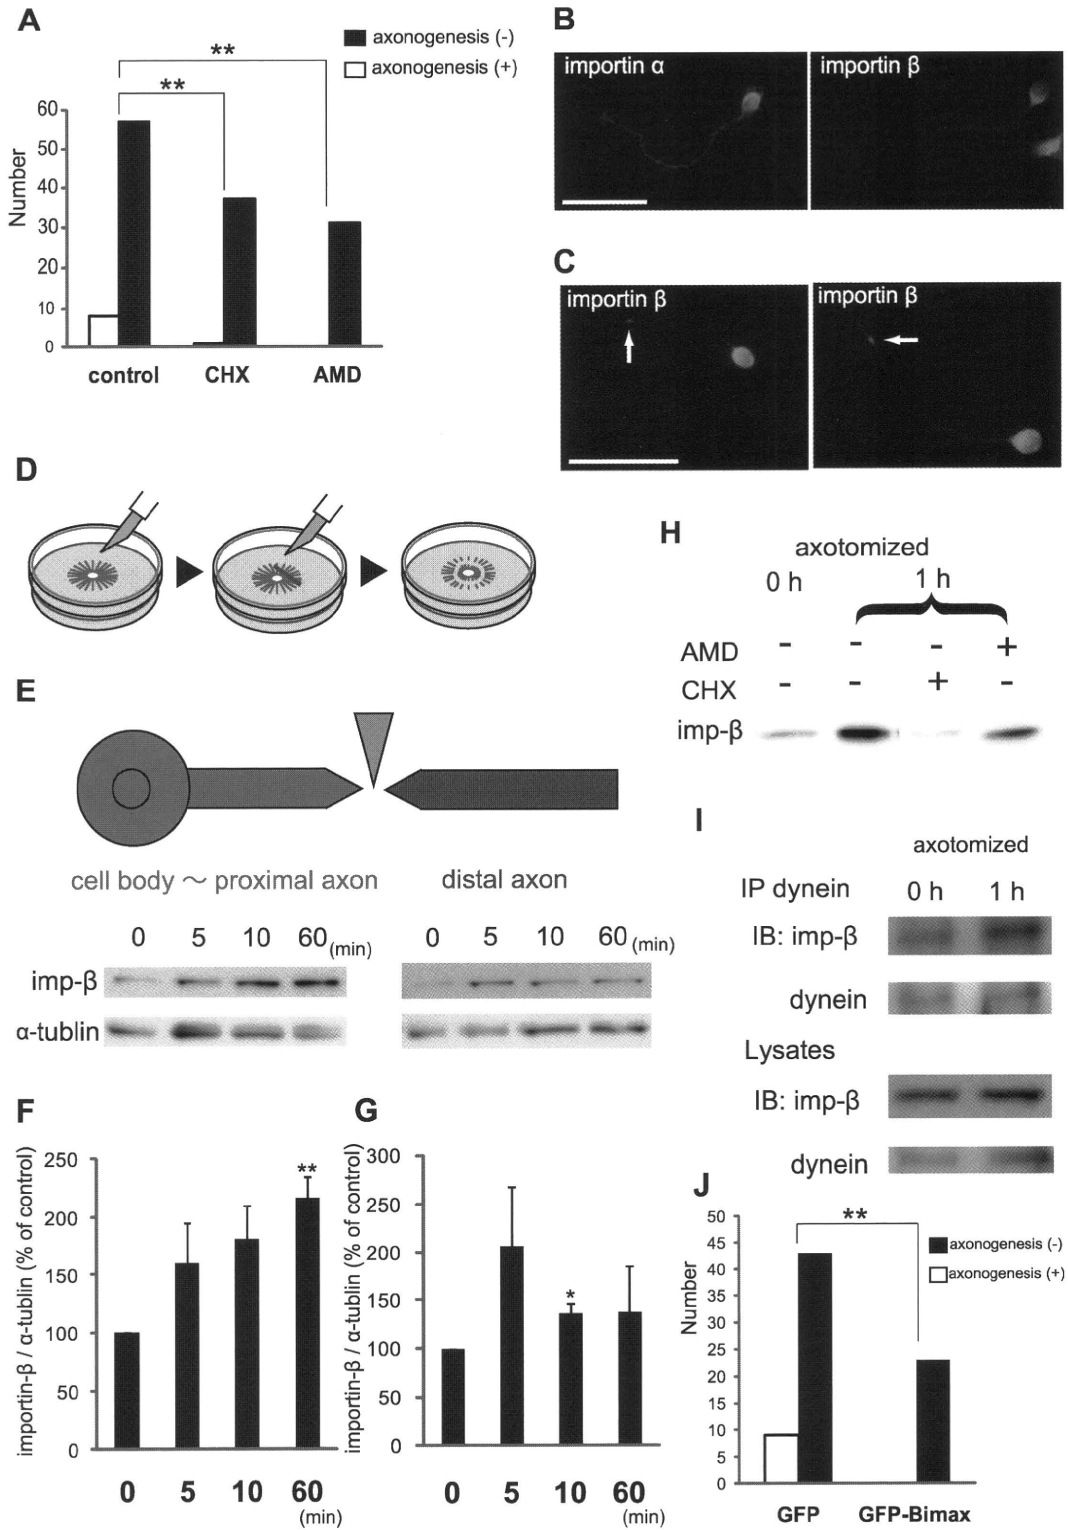 A
axonogenesis (-)
axonogenesis (+)
**
**
Number
60
50
40
30
20
10
0
control CHX AMD
B
importin α
importin β
C
importin β
importin β
D
E
cell body ～ proximal axon
distal axon
0 5 10 60 (min)
0 5 10 60 (min)
imp-β
α-tublin
F
importin-β / α-tublin (% of control)
250
200
150
100
50
0
**
0 5 10 60
(min)
G
importin-β / α-tublin (% of control)
300
250
200
150
100
50
0
*
0 5 10 60
(min)
H
axotomized
0 h 1 h
AMD - - - +
CHX - - + -
imp-β
I
axotomized
IP dynein 0 h 1 h
IB: imp-β
dynein
Lysates
IB: imp-β
dynein
J
**
axonogenesis (-)
axonogenesis (+)
Number
50
45
40
35
30
25
20
15
10
5
0
GFP GFP-Bimax